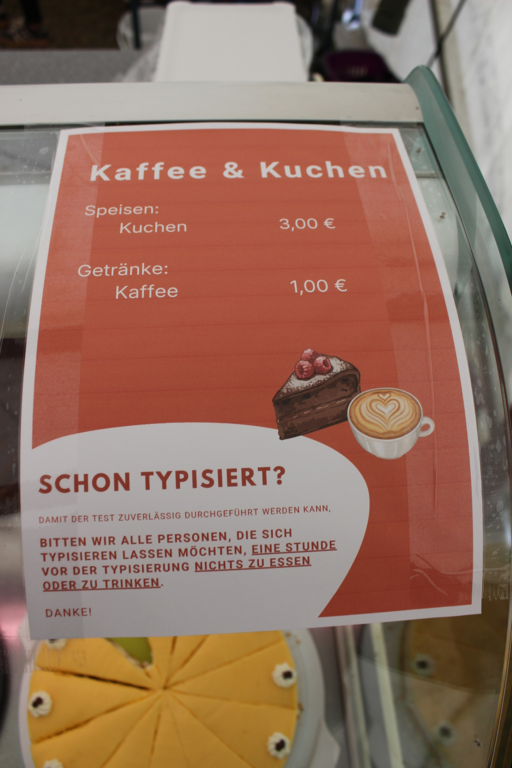 Kaffee & Kuchen
Speisen:
Kuchen 3,00 €
Getränke:
Kaffee 1,00 €
SCHON TYPISIERT?
DAMIT DER TEST ZUVERLÄSSIG DURCHGEFÜHRT WERDEN KANN,
BITTEN WIR ALLE PERSONEN, DIE SICH
TYPISIEREN LASSEN MÖCHTEN, EINE STUNDE
VOR DER TYPISIERUNG NICHTS ZU ESSEN
ODER ZU TRINKEN.
DANKE!